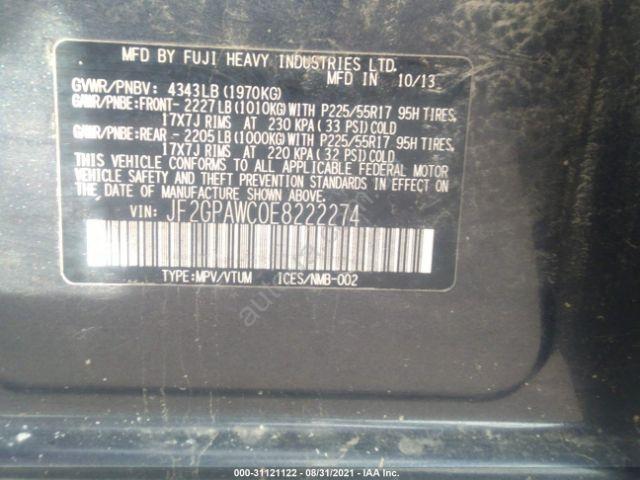 MFD BY FUJI HEAVY INDUSTRIES LTD.
MFD IN 10/13
GVWR/PNBV: 4343LB(1970KG)
GAWR/PNBE:FRONT- 2227LB(1010KG)WITH P225/55R17 95H TIRES,
17X7J RIMS AT 230 KPA(33 PSI)COLD
GAWR/PNBE:REAR - 2205LB(1000KG)WITH P225/55R17 95H TIRES,
17X7J RIMS AT 220 KPA(32 PSI)COLD
THIS VEHICLE CONFORMS TO ALL APPLICABLE FEDERAL MOTOR
VEHICLE SAFETY AND THEFT PREVENTION STANDARDS IN EFFECT ON
THE DATE OF MANUFACTURE SHOWN ABOVE.
VIN: JF2GPAWC0E8222274
TYPE:MPV/VTUM ICES/NMB-002
000-31121122 - 08/31/2021 - IAA Inc.